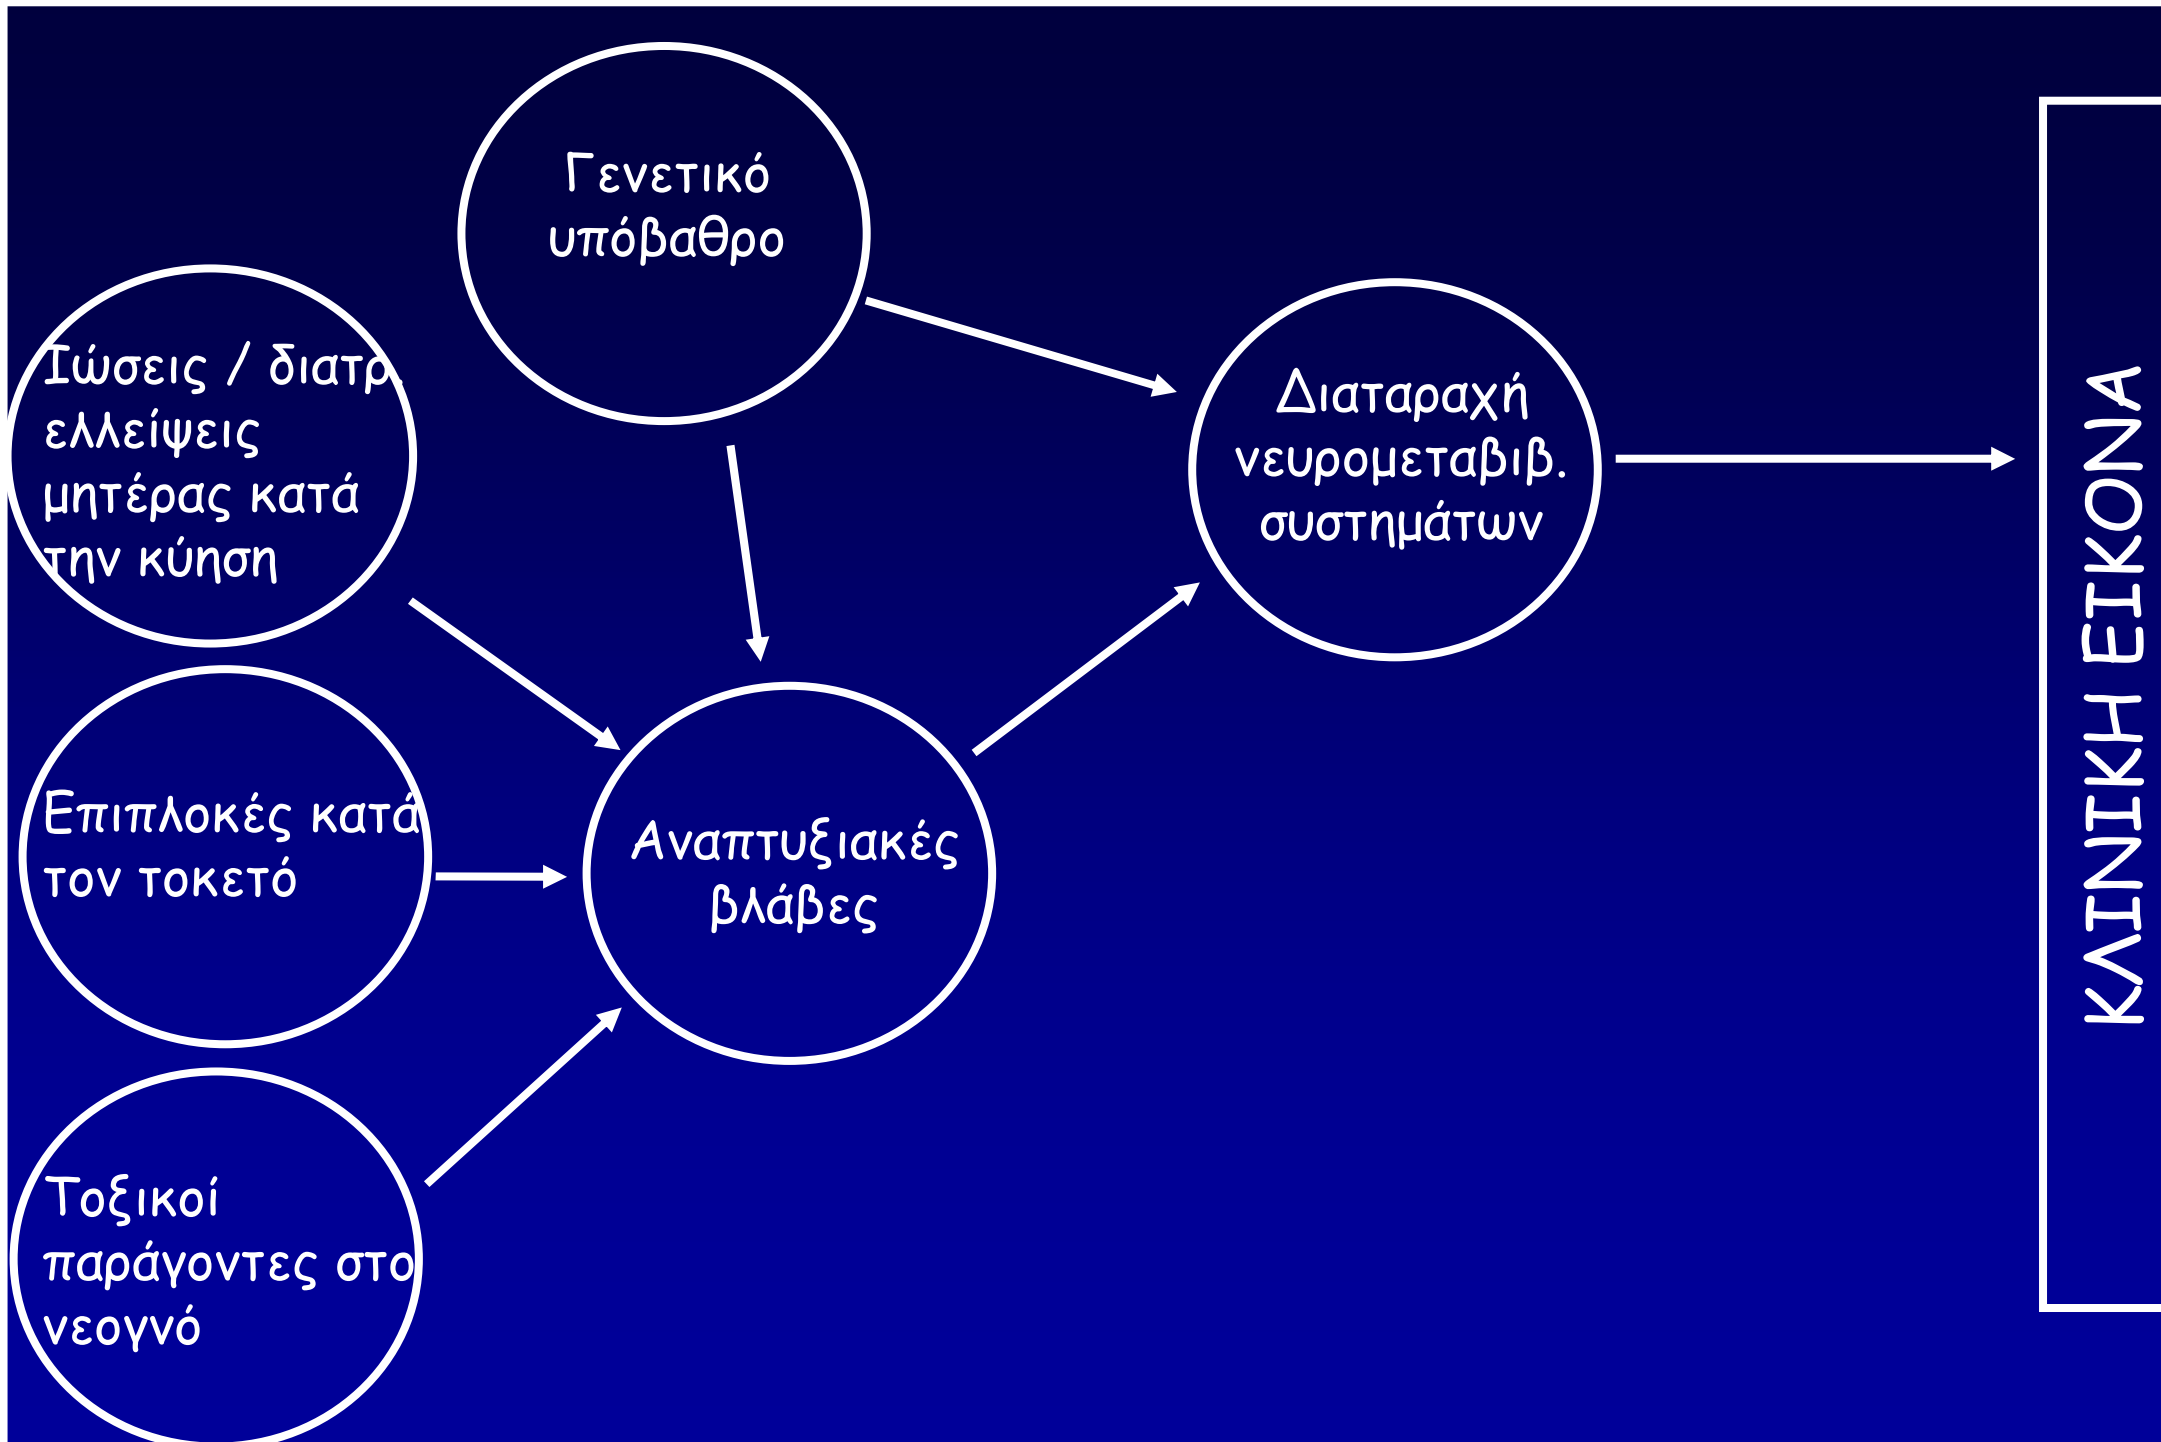 Γενετικό
υπόβαθρο
Ιώσεις / διατρ.
ελλείψεις
μητέρας κατά
την κύηση
Διαταραχή
νευρομεταβιβ.
συστημάτων
Επιπλοκές κατά
τον τοκετό
Αναπτυξιακές
βλάβες
Τοξικοί
παράγοντες στο
νεογνό
ΚΛΙΝΙΚΗ ΕΙΚΟΝΑ